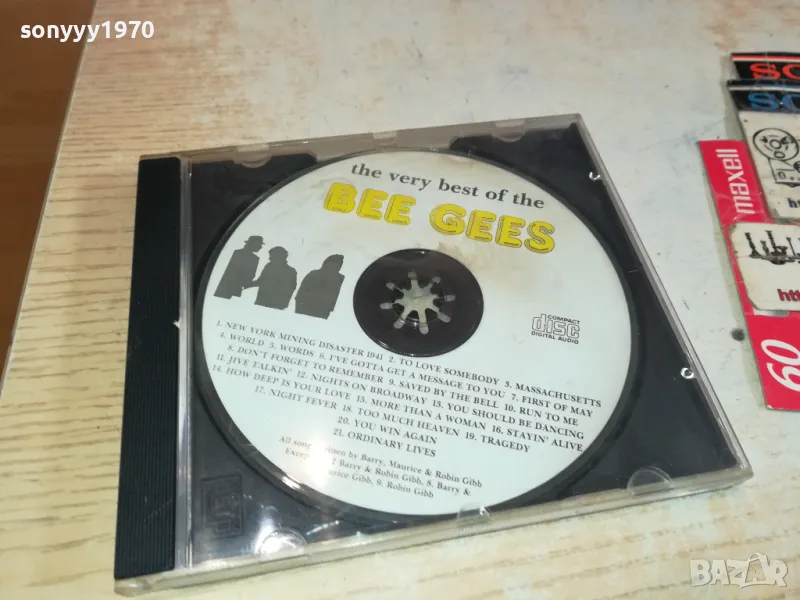 sonyyy1970
the very best of the
BEE GEES
COMPACT
disc
DIGITAL AUDIO
1. NEW YORK MINING DISASTER 1941 2. TO LOVE SOMEBODY 3. MASSACHUSETTS
4. WORLD 5. WORDS 6. I'VE GOTTA GET A MESSAGE TO YOU 7. FIRST OF MAY
8. DON'T FORGET TO REMEMBER 9. SAVED BY THE BELL 10. RUN TO ME
11. JIVE TALKIN' 12. NIGHTS ON BROADWAY 13. YOU SHOULD BE DANCING
14. HOW DEEP IS YOUR LOVE 15. MORE THAN A WOMAN 16. STAYIN' ALIVE
17. NIGHT FEVER 18. TOO MUCH HEAVEN 19. TRAGEDY
20. YOU WIN AGAIN
21. ORDINARY LIVES
All by Barry, Maurice & Robin Gibb
Barry & Robin Gibb, 8. Barry &
Gibb, 9. Robin Gibb
maxell
60
BAZAR